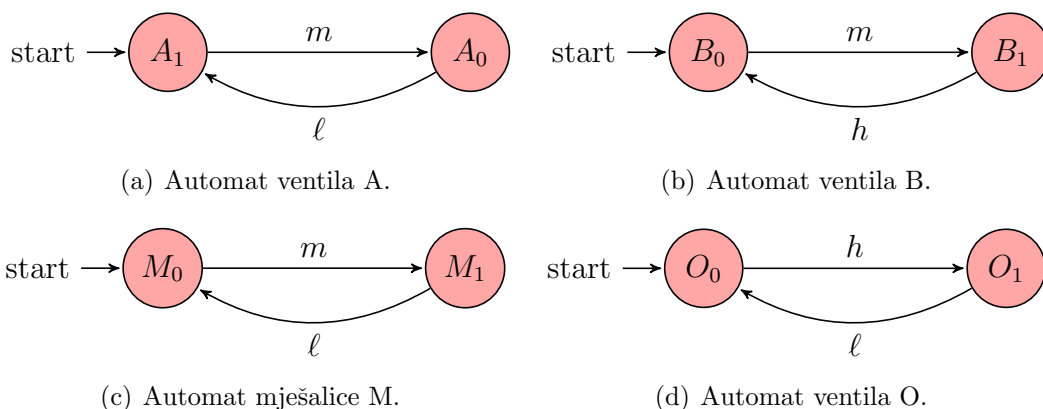 m m
start A₁ A₀ start B₀ B₁
ℓ h
(a) Automat ventila A. (b) Automat ventila B.
m h
start M₀ M₁ start O₀ O₁
ℓ ℓ
(c) Automat mješalice M. (d) Automat ventila O.